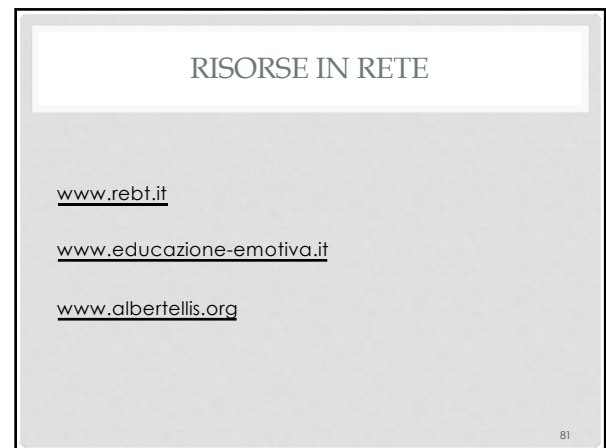 RISORSE IN RETE
www.rebt.it
www.educazione-emotiva.it
www.albertellis.org
81